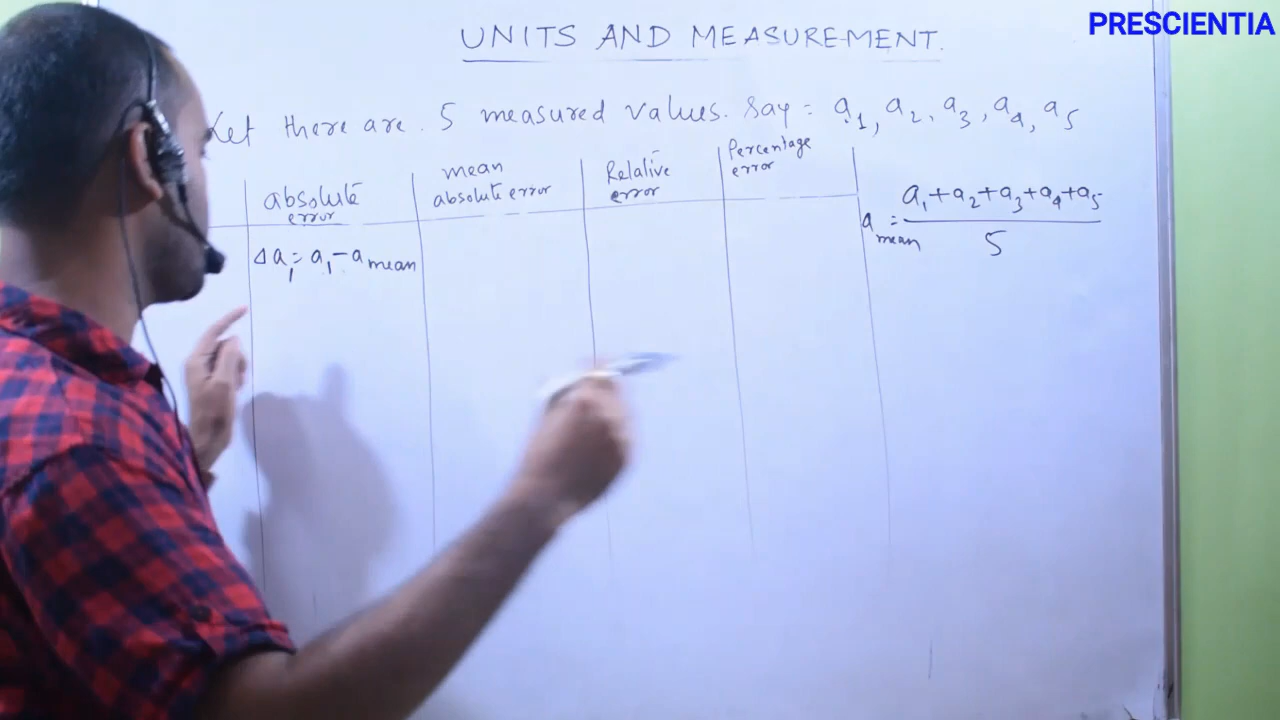 PRESCIENTIA
UNITS AND MEASUREMENT.
Let there are. 5 measured values. Say = a₁, a₂, a₃, a₄, a₅
absolute error
mean absolute error
Relative error
Percentage error
a mean = a₁+a₂+a₃+a₄+a₅ / 5
Δa₁ = a₁ - a mean